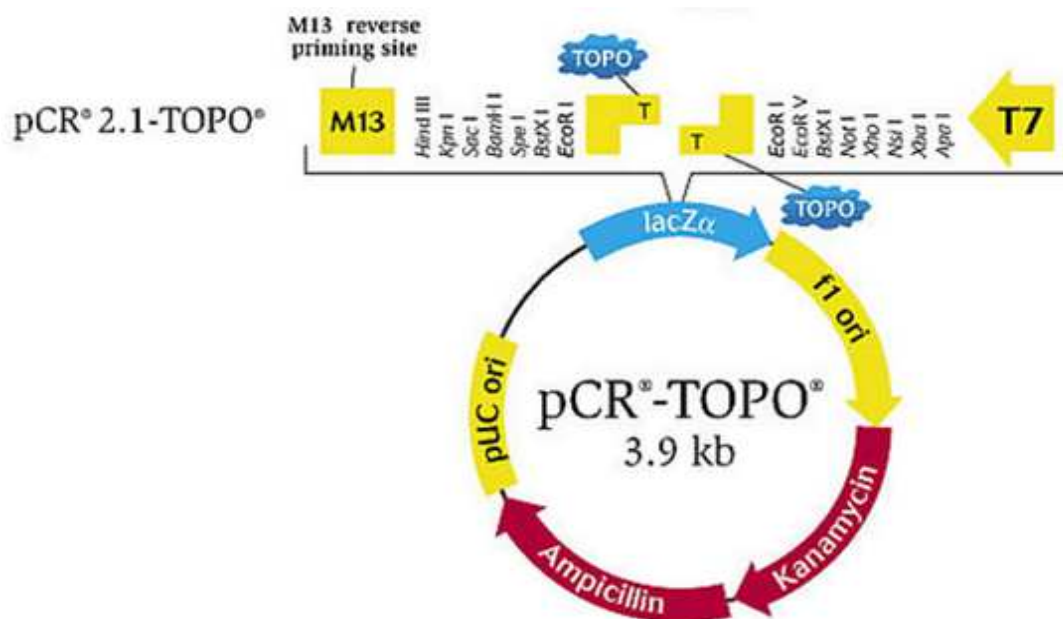 M13 reverse
priming site
TOPO
pCR® 2.1-TOPO®
M13
Hind III
Kpn I
Sac I
BamH I
Spe I
BstX I
EcoR I
T
T
EcoR I
EcoR V
BstX I
Not I
Xho I
Nsi I
Xba I
Apa I
T7
TOPO
lacZα
f1 ori
pUC ori
pCR®-TOPO®
3.9 kb
Kanamycin
Ampicillin